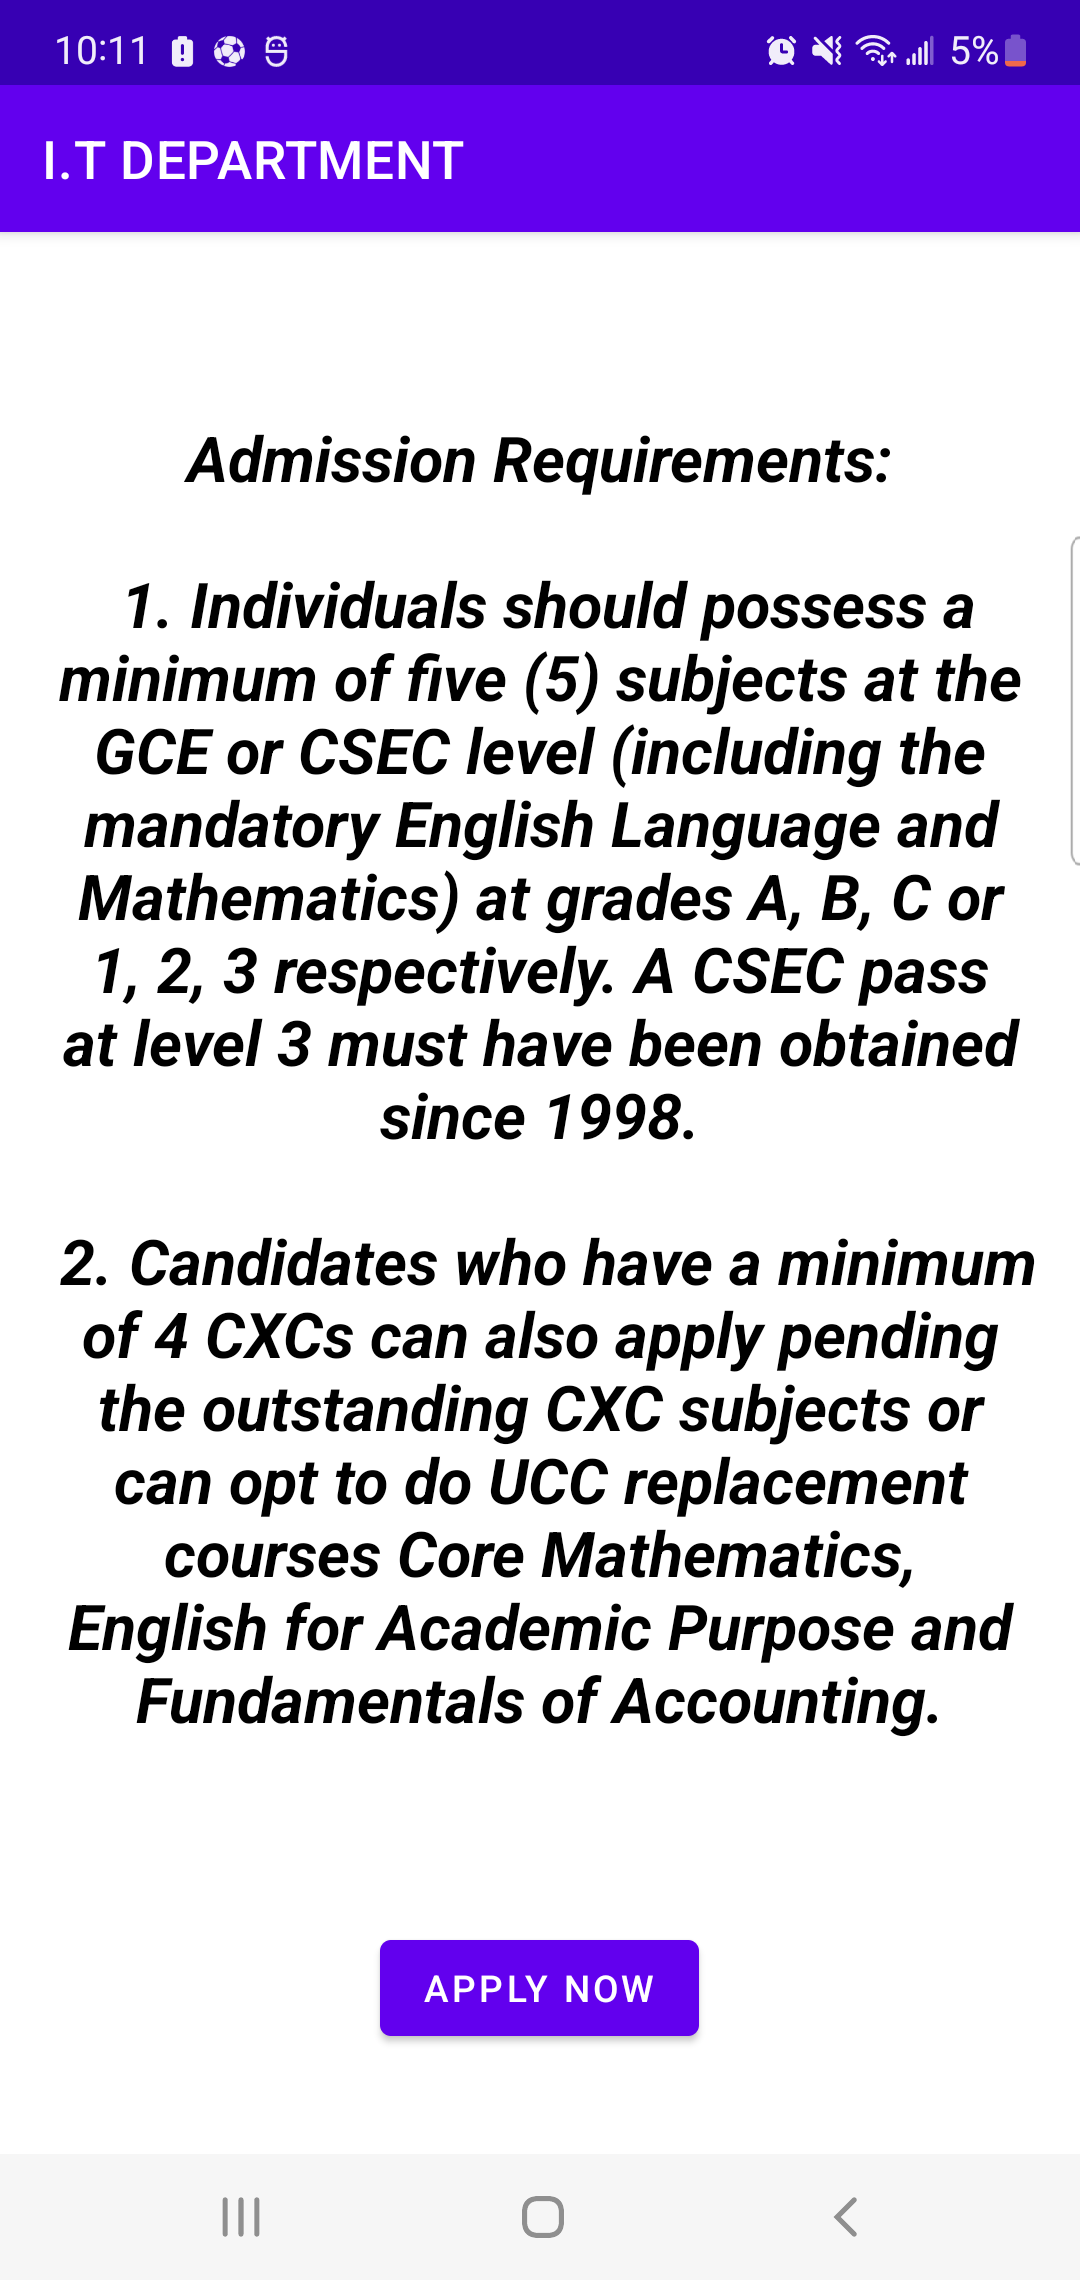 10:11
5%
I.T DEPARTMENT
Admission Requirements:
1. Individuals should possess a
minimum of five (5) subjects at the
GCE or CSEC level (including the
mandatory English Language and
Mathematics) at grades A, B, C or
1, 2, 3 respectively. A CSEC pass
at level 3 must have been obtained
since 1998.
2. Candidates who have a minimum
of 4 CXCs can also apply pending
the outstanding CXC subjects or
can opt to do UCC replacement
courses Core Mathematics,
English for Academic Purpose and
Fundamentals of Accounting.
APPLY NOW